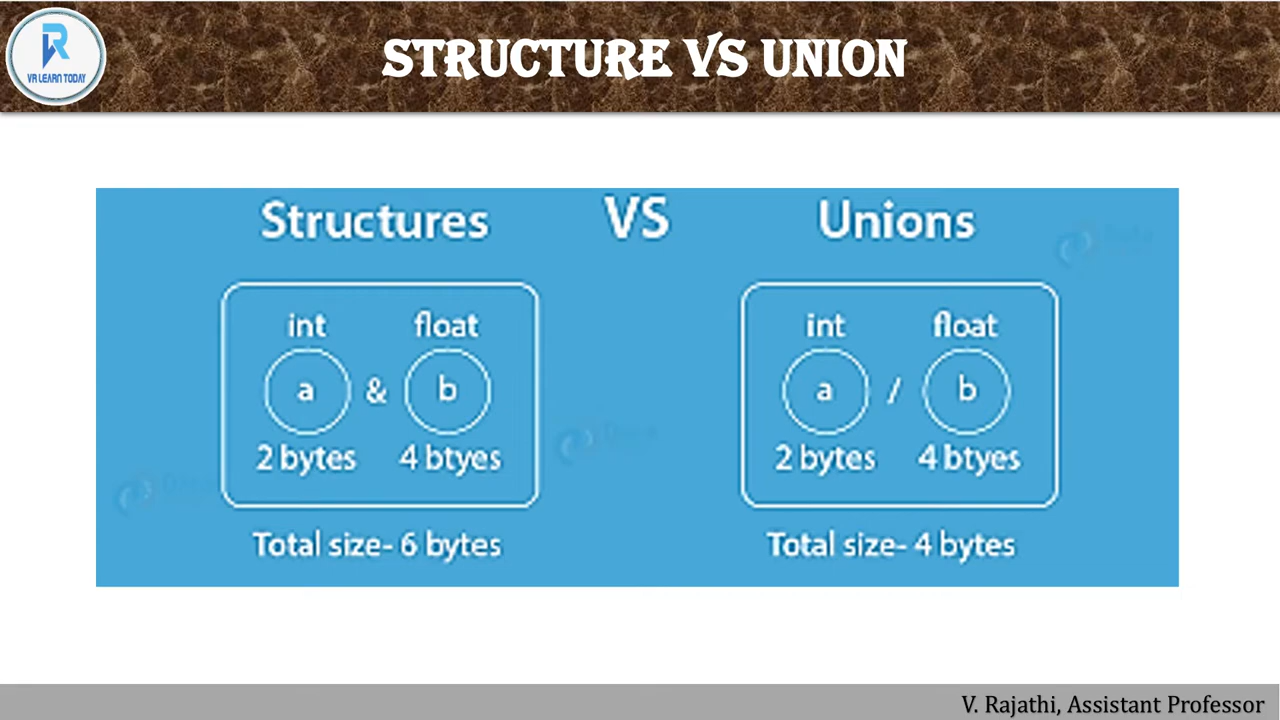 VR LEARN TODAY
STRUCTURE VS UNION
Structures VS Unions
int float
a & b
2 bytes 4 btyes
Total size- 6 bytes
int float
a / b
2 bytes 4 btyes
Total size- 4 bytes
V. Rajathi, Assistant Professor